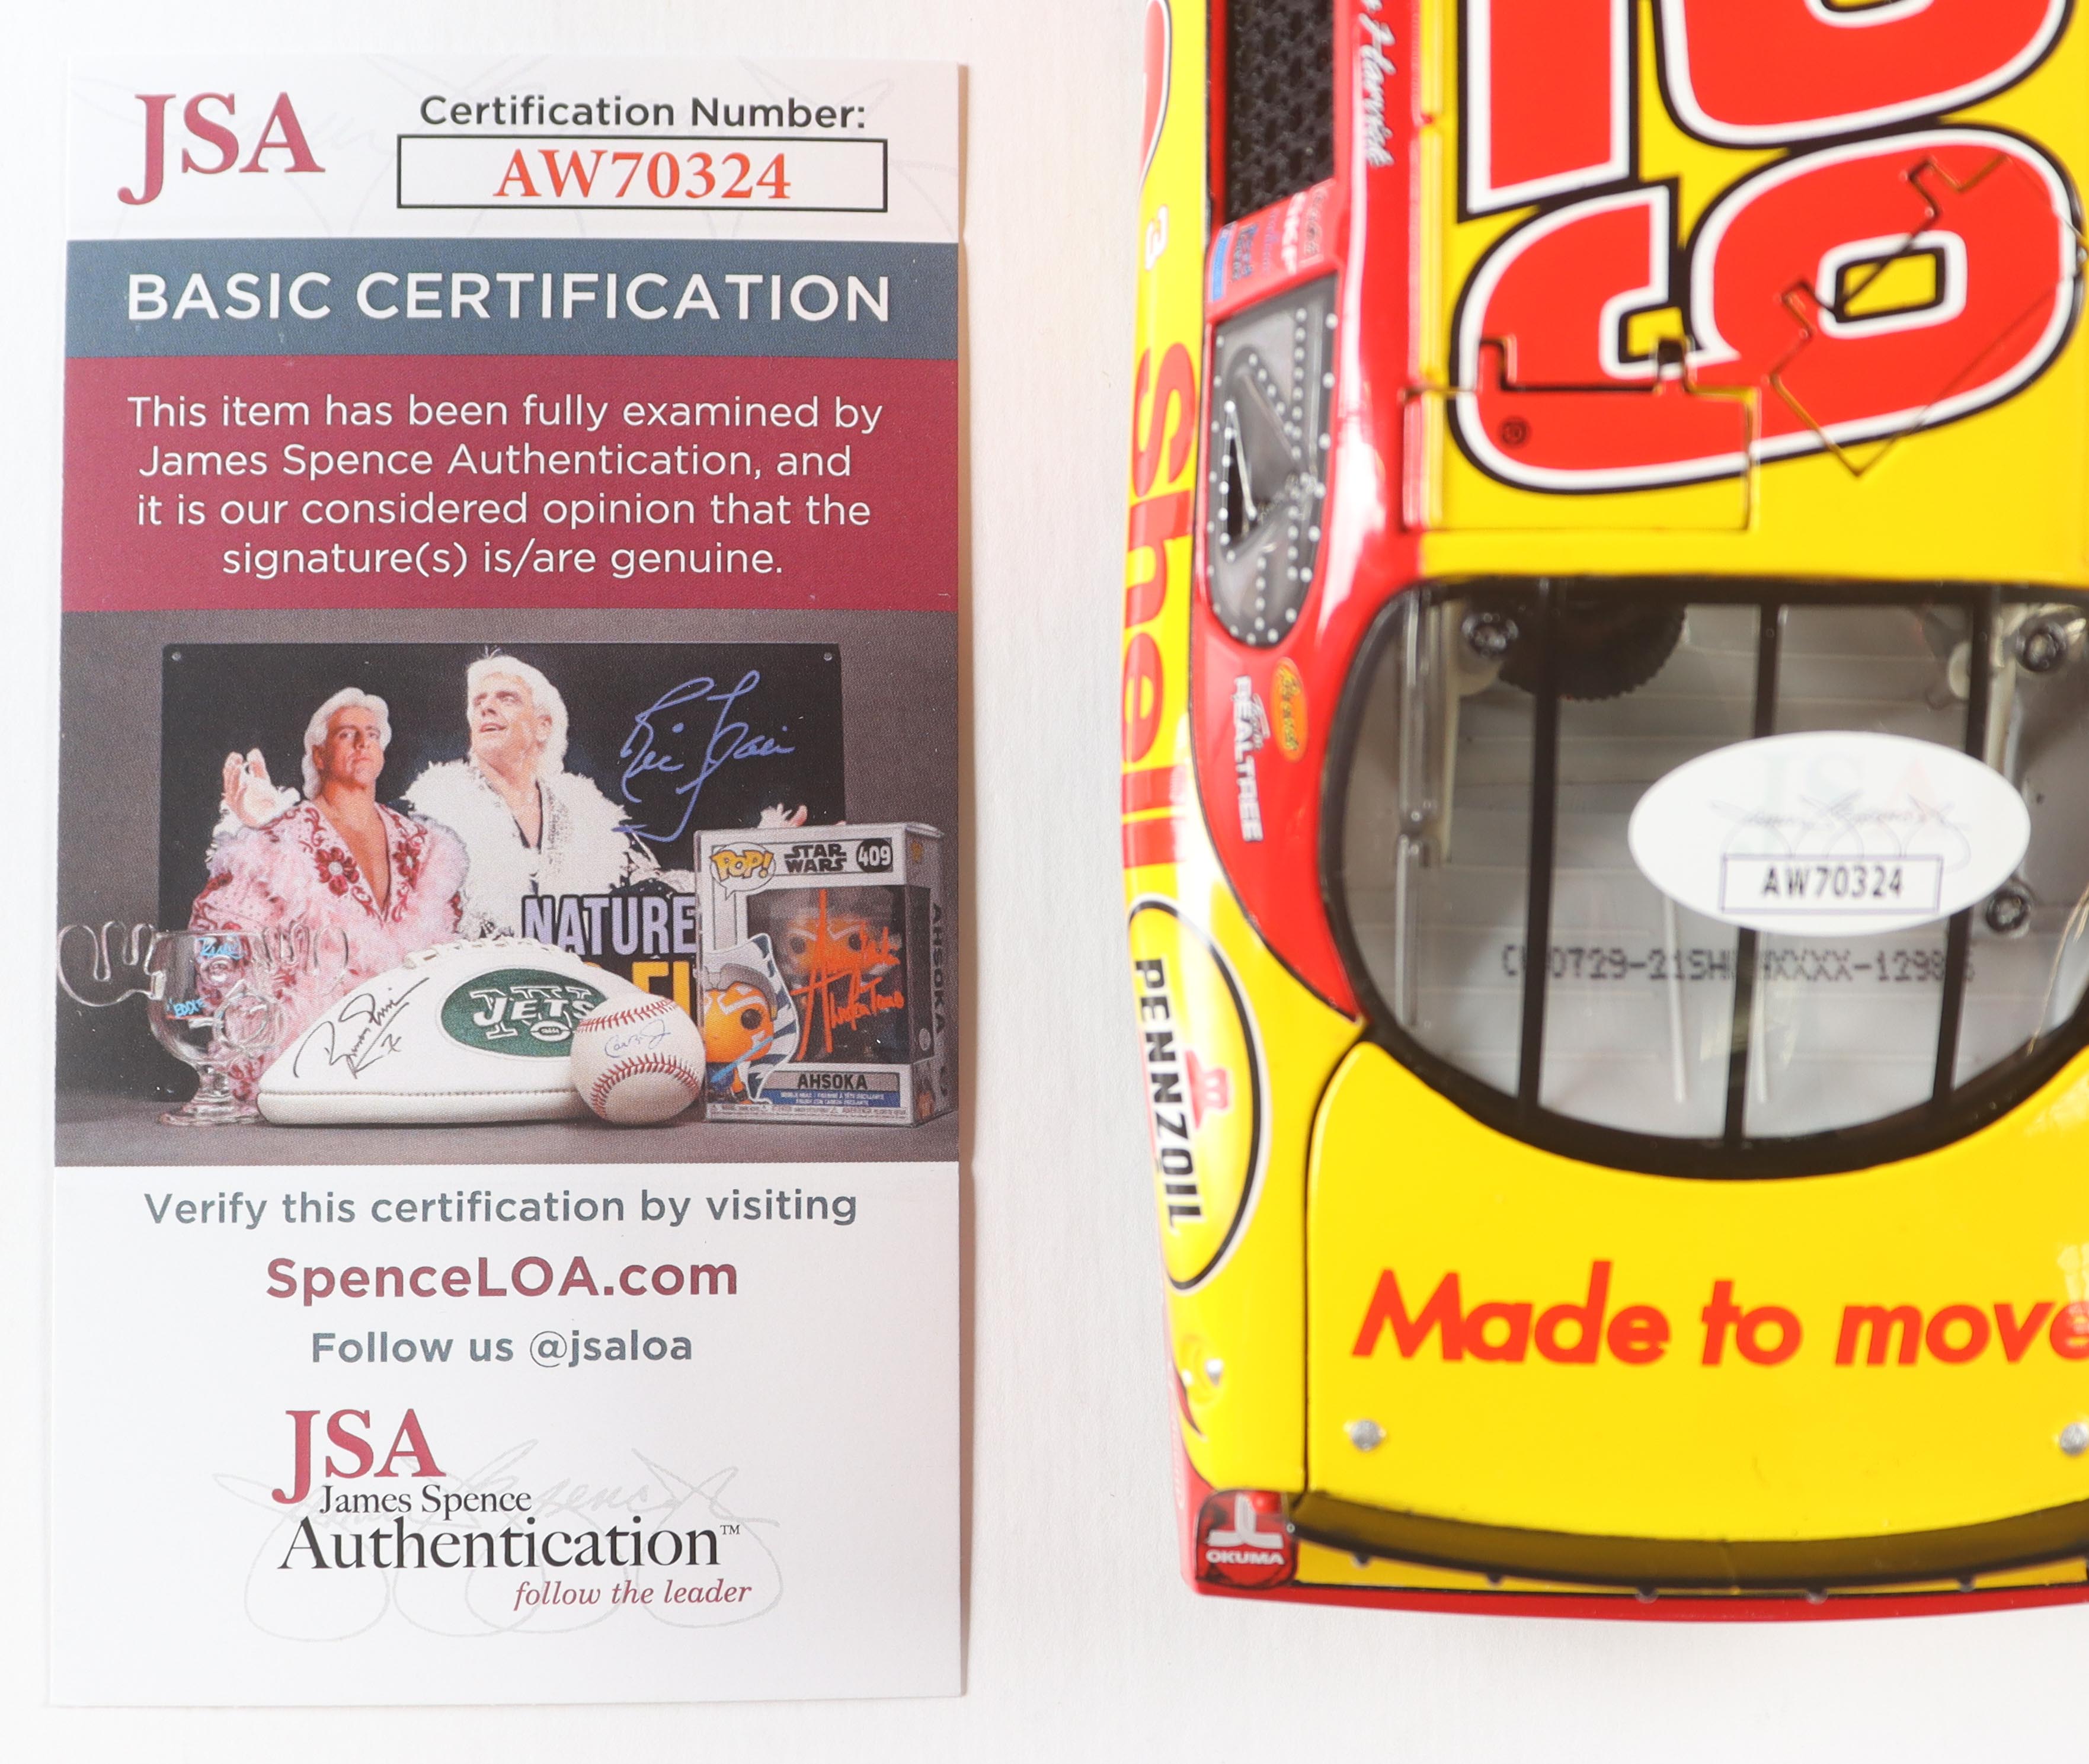 JSA
Certification Number:
AW70324
BASIC CERTIFICATION
This item has been fully examined by
James Spence Authentication, and
it is our considered opinion that the
signature(s) is/are genuine.
POP!
STAR
WARS
409
NATURE
JETS
AHSOKA
AHSOKA
Verify this certification by visiting
SpenceLOA.com
Follow us @jsaloa
JSA
James Spence
Authentication™
follow the leader
Harvick
3
Shell
29
®
REALTREE
PENNZOIL
AW70324
Made to move
OKUMA